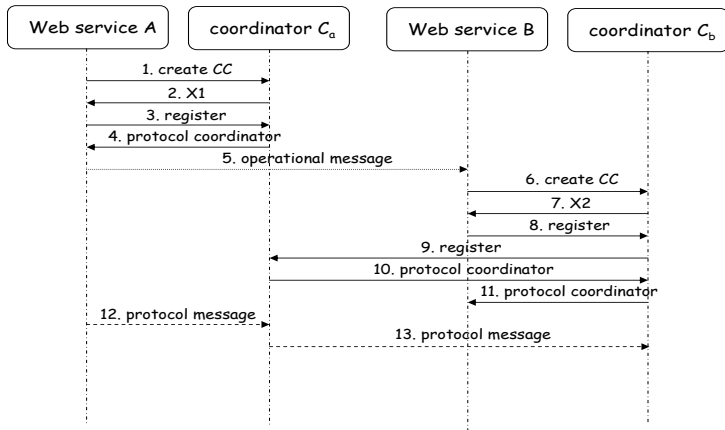 Web service A
coordinator Ca
Web service B
coordinator Cb
1. create CC
2. X1
3. register
4. protocol coordinator
5. operational message
6. create CC
7. X2
8. register
9. register
10. protocol coordinator
11. protocol coordinator
12. protocol message
13. protocol message